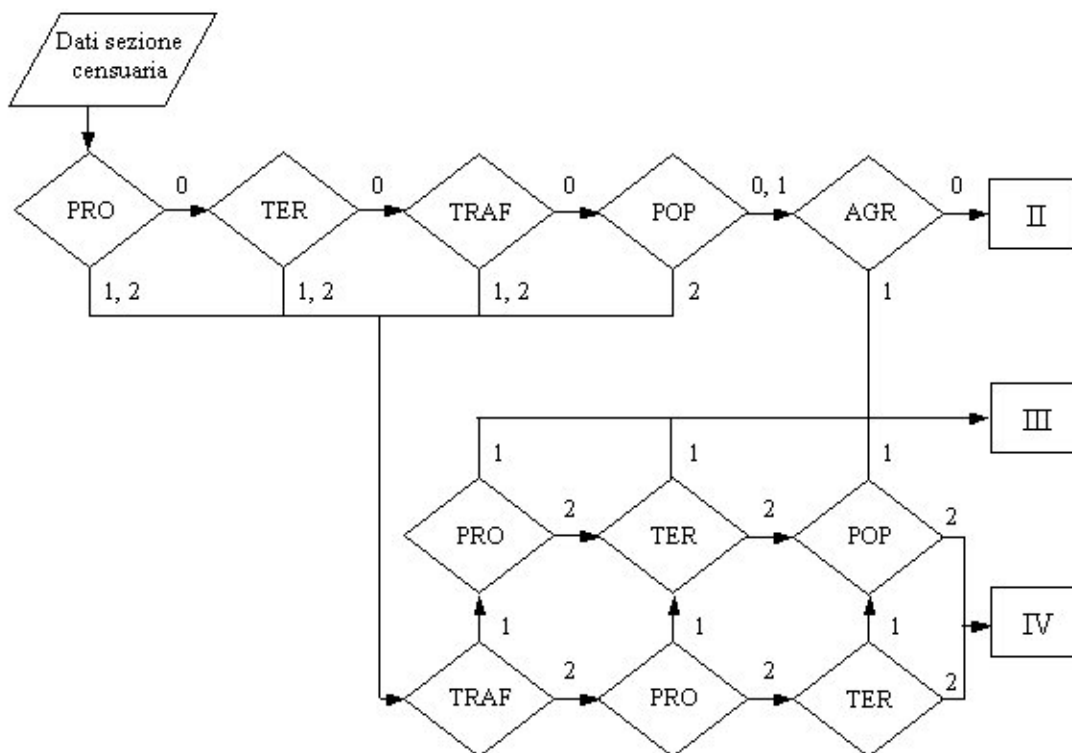 Dati sezione
censuaria
PRO
0
TER
0
TRAF
0
POP
0, 1
AGR
0
II
1, 2
1, 2
1, 2
2
1
III
1
1
1
PRO
2
TER
2
POP
2
IV
1
1
1
TRAF
2
PRO
2
TER
2